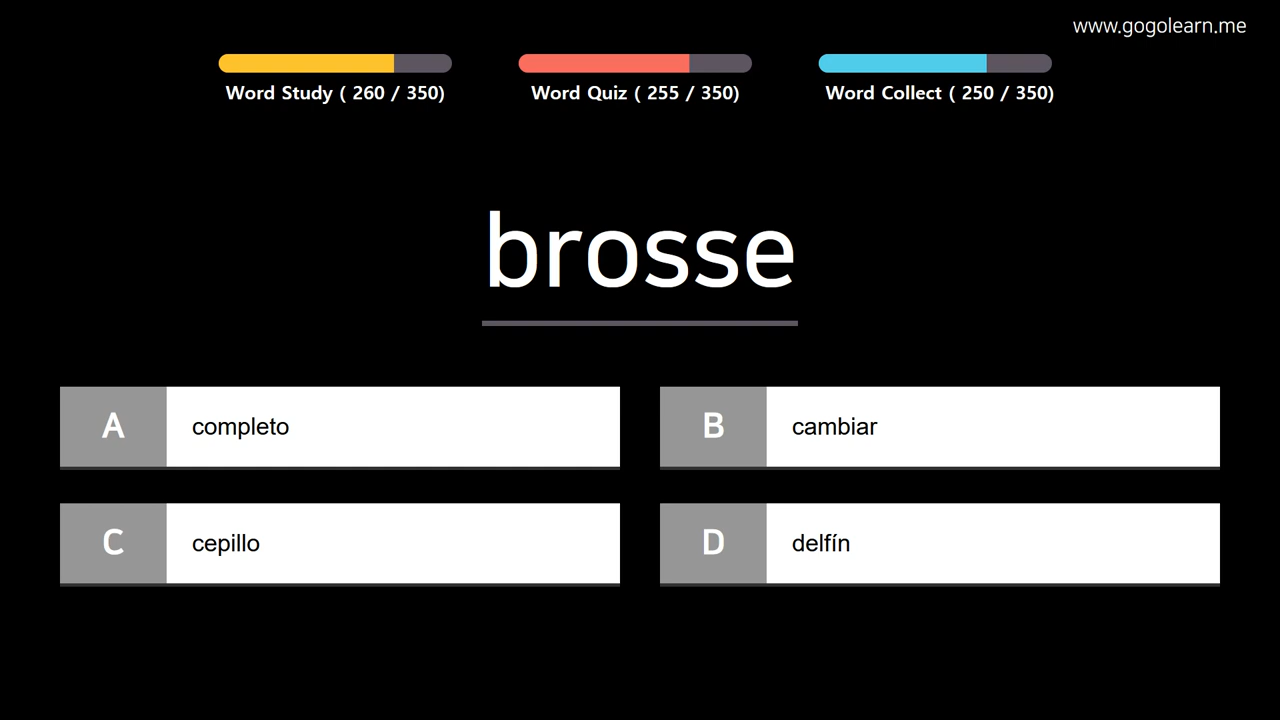 www.gogolearn.me
Word Study ( 260 / 350)
Word Quiz ( 255 / 350)
Word Collect ( 250 / 350)
brosse
A completo
B cambiar
C cepillo
D delfín